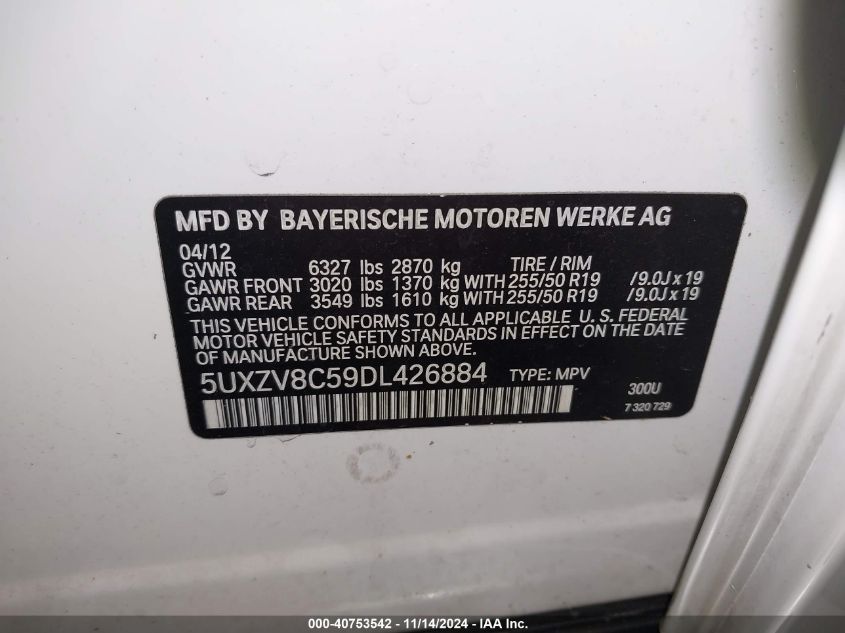 MFD BY BAYERISCHE MOTOREN WERKE AG
04/12
GVWR 6327 lbs 2870 kg TIRE / RIM
GAWR FRONT 3020 lbs 1370 kg WITH 255/50 R19 /9.0J x 19
GAWR REAR 3549 lbs 1610 kg WITH 255/50 R19 /9.0J x 19
THIS VEHICLE CONFORMS TO ALL APPLICABLE U. S. FEDERAL
MOTOR VEHICLE SAFETY STANDARDS IN EFFECT ON THE DATE
OF MANUFACTURE SHOWN ABOVE.
5UXZV8C59DL426884 TYPE: MPV
300U
7 320 729
000-40753542 - 11/14/2024 - IAA Inc.